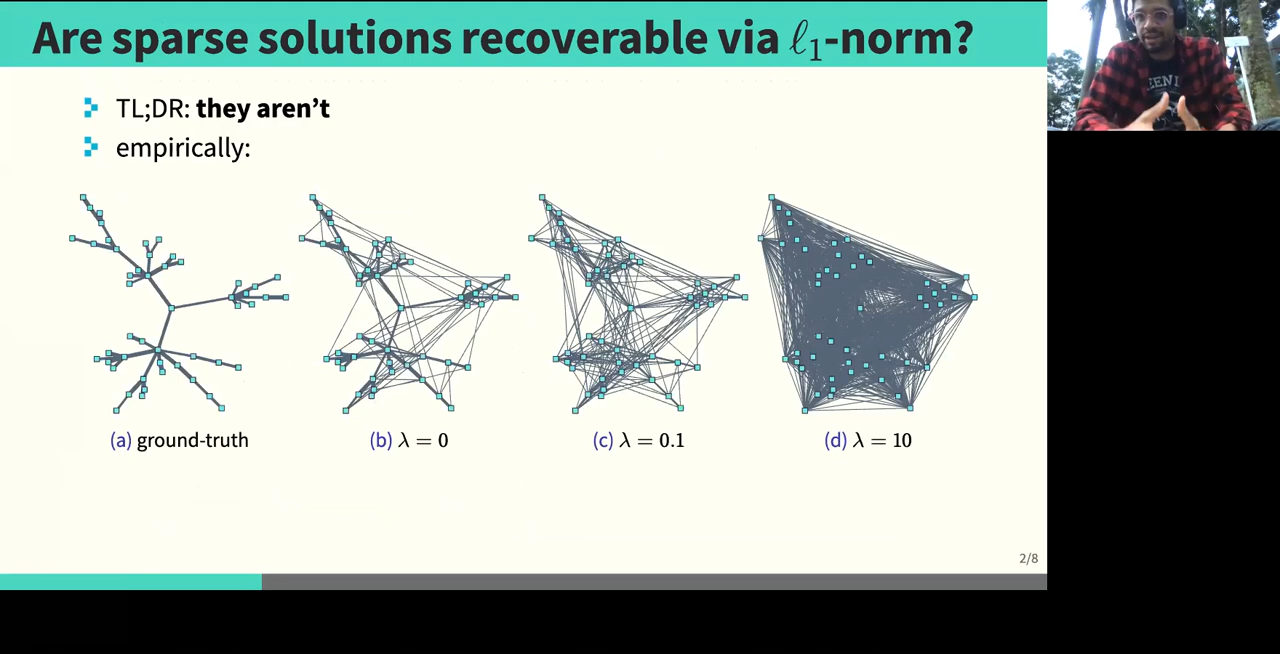 Are sparse solutions recoverable via ℓ₁-norm?
TL;DR: they aren't
empirically:
(a) ground-truth
(b) λ = 0
(c) λ = 0.1
(d) λ = 10
2/8